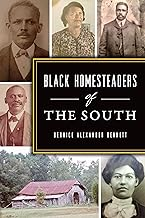 BLACK HOMESTEADERS
of
THE SOUTH
BERNICE ALEXANDER BENNETT